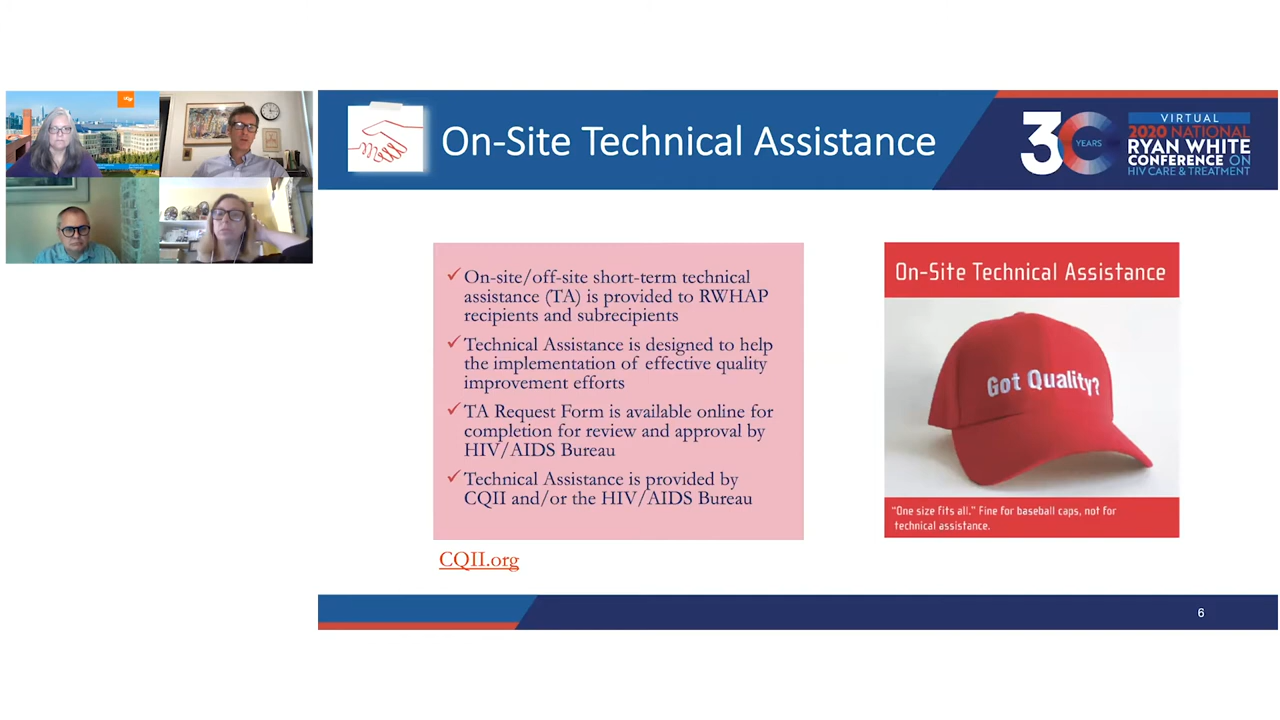 On-Site Technical Assistance
30
YEARS
VIRTUAL
2020 NATIONAL
RYAN WHITE
CONFERENCE ON
HIV CARE & TREATMENT
✓ On-site/off-site short-term technical
assistance (TA) is provided to RWHAP
recipients and subrecipients
✓ Technical Assistance is designed to help
the implementation of effective quality
improvement efforts
✓ TA Request Form is available online for
completion for review and approval by
HIV/AIDS Bureau
✓ Technical Assistance is provided by
CQII and/or the HIV/AIDS Bureau
CQII.org
On-Site Technical Assistance
Got Quality?
"One size fits all." Fine for baseball caps, not for
technical assistance.
6